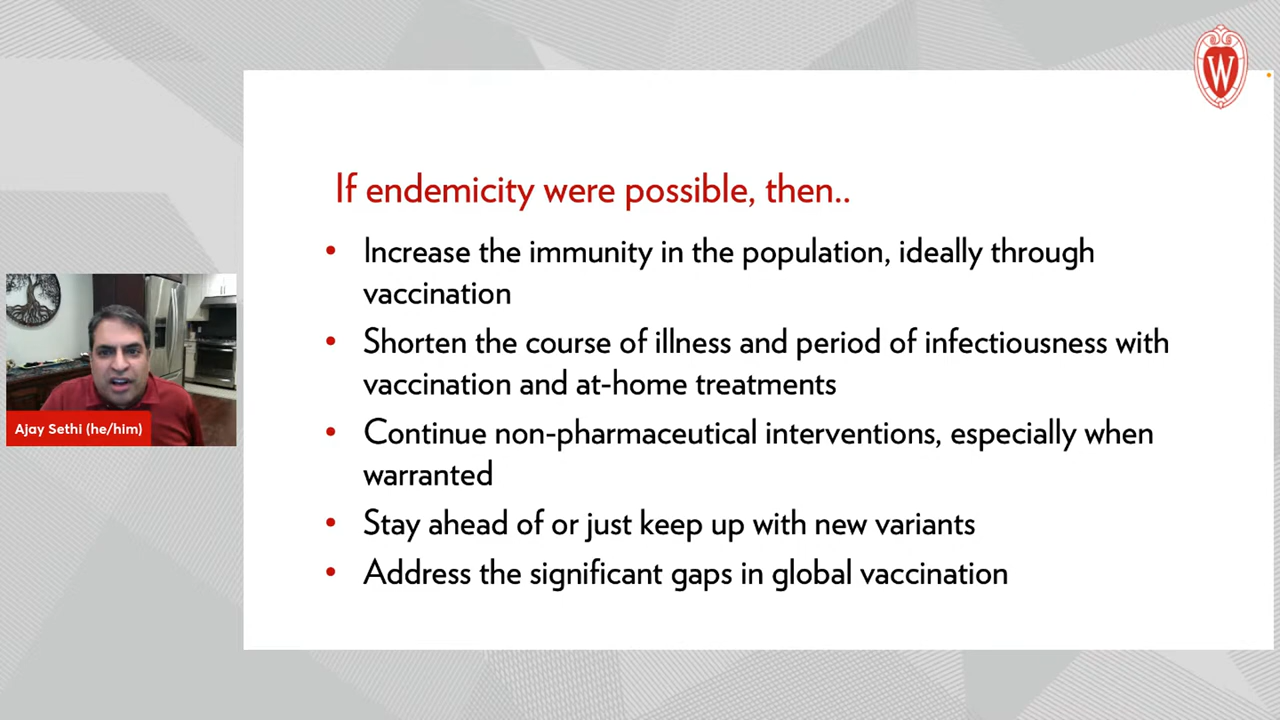 W
If endemicity were possible, then..
• Increase the immunity in the population, ideally through
vaccination
• Shorten the course of illness and period of infectiousness with
vaccination and at-home treatments
• Continue non-pharmaceutical interventions, especially when
warranted
• Stay ahead of or just keep up with new variants
• Address the significant gaps in global vaccination
Ajay Sethi (he/him)